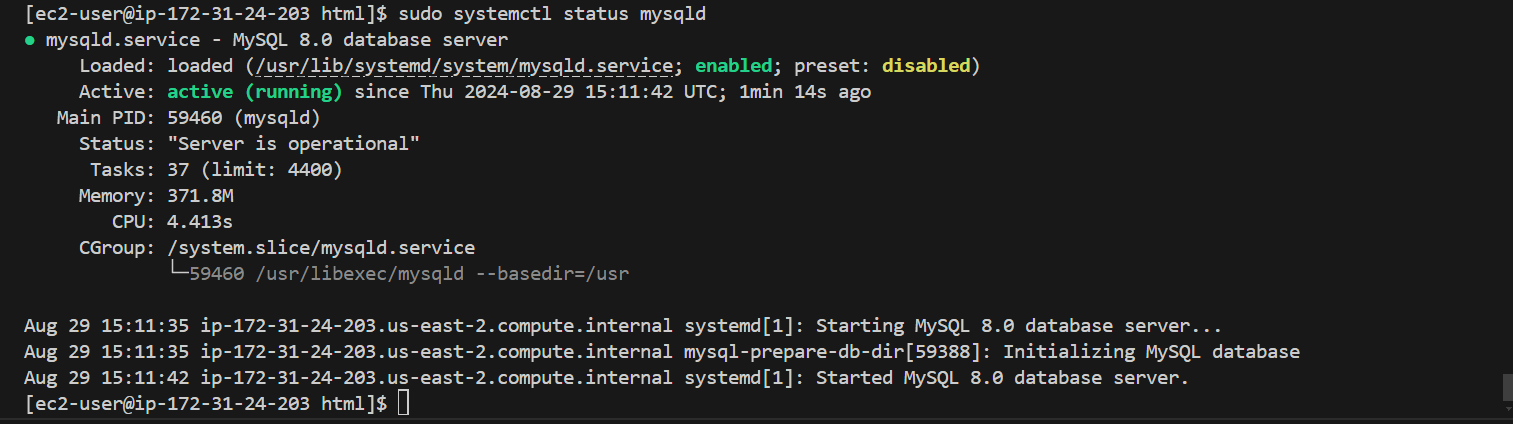 [ec2-user@ip-172-31-24-203 html]$ sudo systemctl status mysqld
● mysqld.service - MySQL 8.0 database server
Loaded: loaded (/usr/lib/systemd/system/mysqld.service; enabled; preset: disabled)
Active: active (running) since Thu 2024-08-29 15:11:42 UTC; 1min 14s ago
Main PID: 59460 (mysqld)
Status: "Server is operational"
Tasks: 37 (limit: 4400)
Memory: 371.8M
CPU: 4.413s
CGroup: /system.slice/mysqld.service
└─59460 /usr/libexec/mysqld --basedir=/usr
Aug 29 15:11:35 ip-172-31-24-203.us-east-2.compute.internal systemd[1]: Starting MySQL 8.0 database server...
Aug 29 15:11:35 ip-172-31-24-203.us-east-2.compute.internal mysql-prepare-db-dir[59388]: Initializing MySQL database
Aug 29 15:11:42 ip-172-31-24-203.us-east-2.compute.internal systemd[1]: Started MySQL 8.0 database server.
[ec2-user@ip-172-31-24-203 html]$